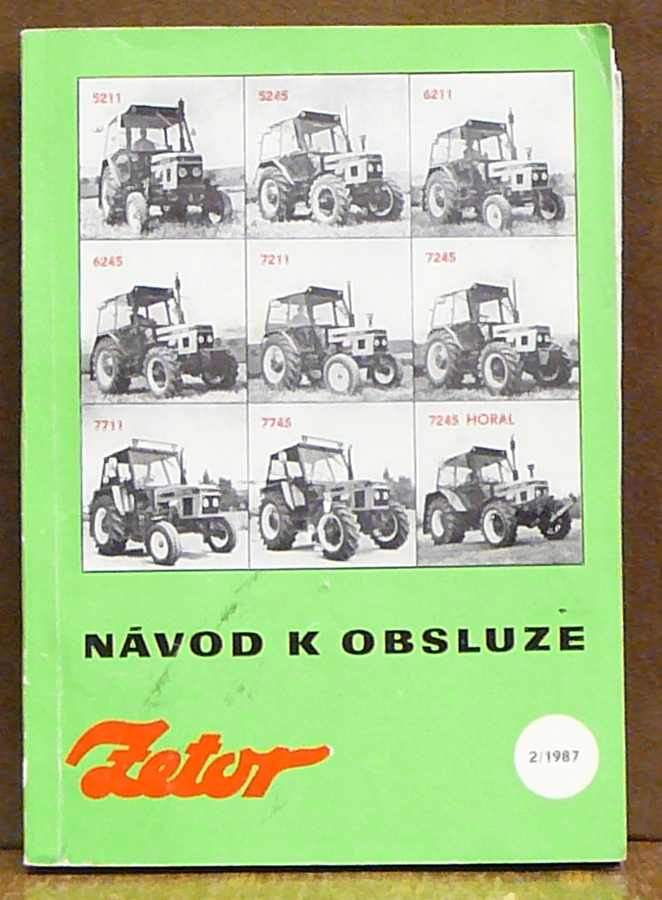 5211 5245 6211
6245 7211 7245
7711 7745 7245 HORAL
NÁVOD K OBSLUZE
Zetor
2/1987